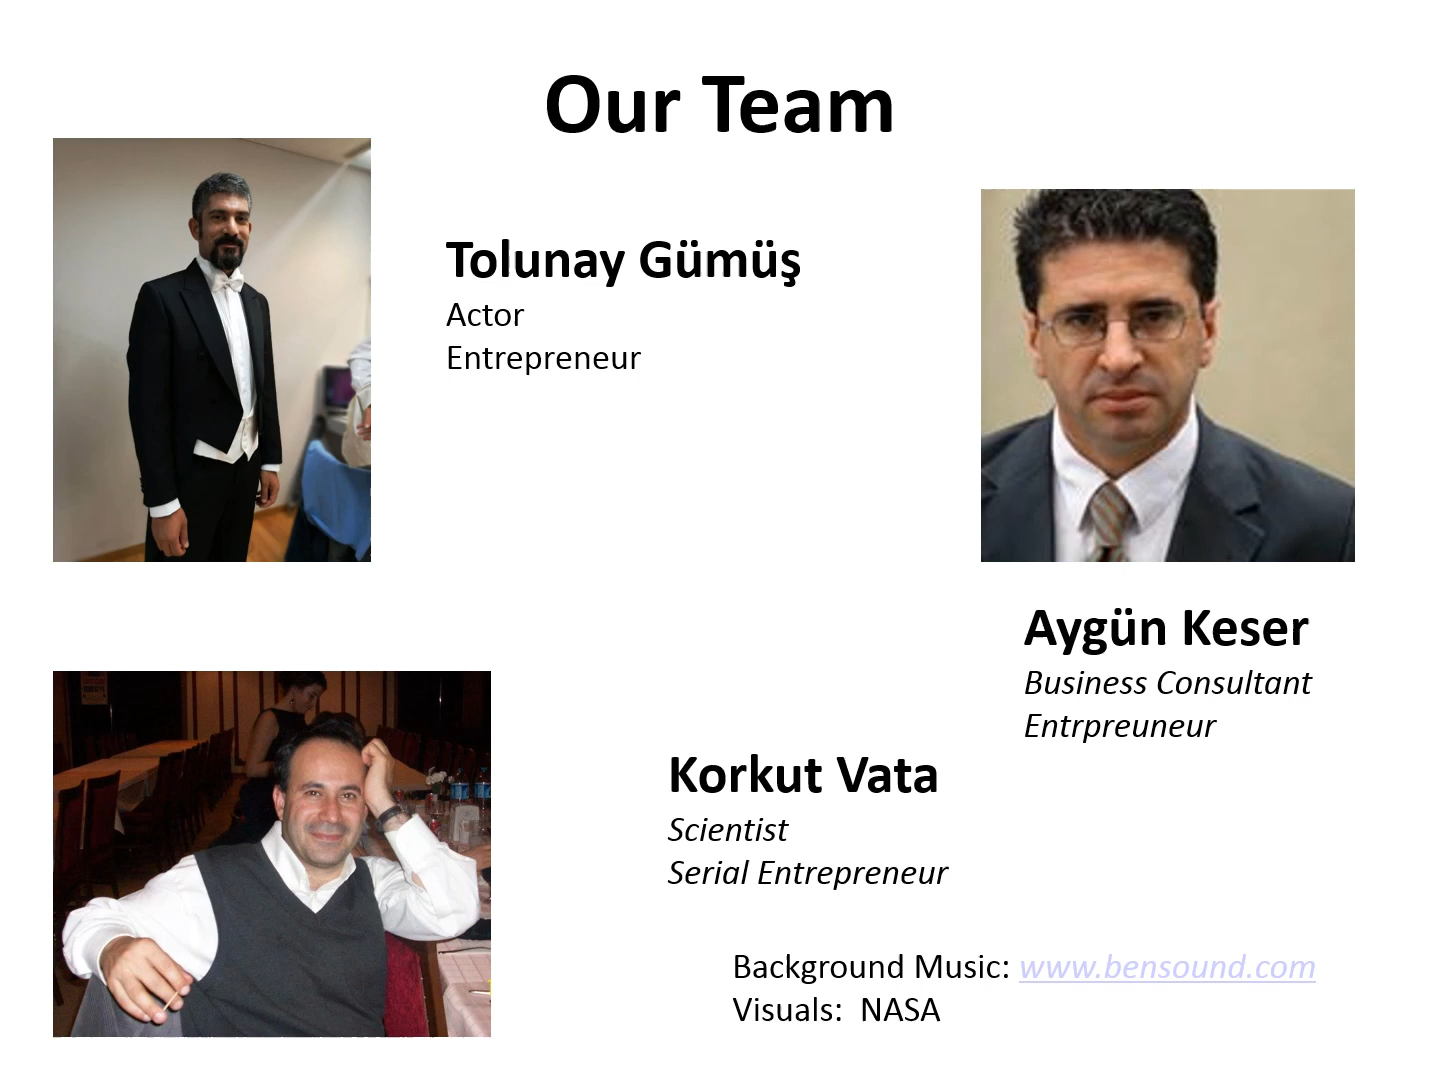 Our Team
Tolunay Gümüş
Actor
Entrepreneur
Aygün Keser
Business Consultant
Entrpreuneur
Korkut Vata
Scientist
Serial Entrepreneur
Background Music: www.bensound.com
Visuals:  NASA